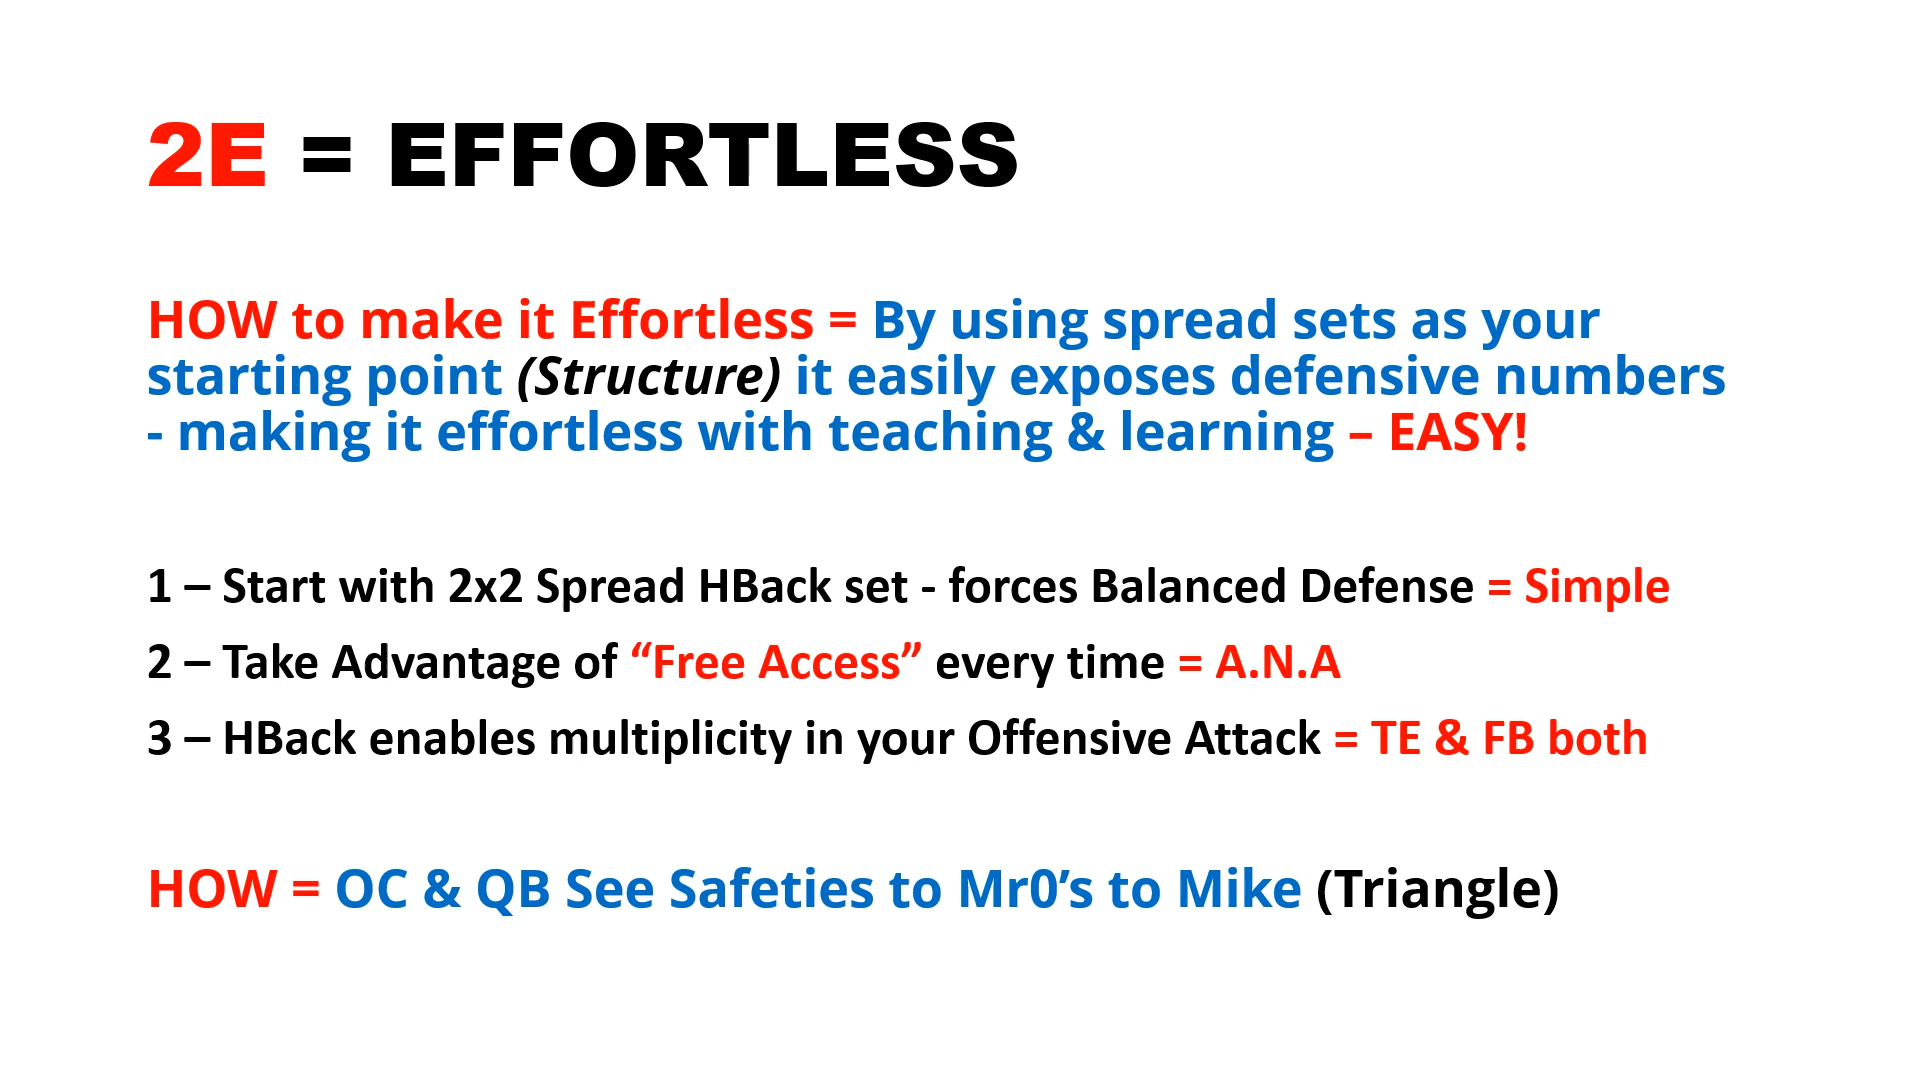 2E = EFFORTLESS
HOW to make it Effortless = By using spread sets as your
starting point (Structure) it easily exposes defensive numbers
- making it effortless with teaching & learning – EASY!
1 – Start with 2x2 Spread HBack set - forces Balanced Defense = Simple
2 – Take Advantage of “Free Access” every time = A.N.A
3 – HBack enables multiplicity in your Offensive Attack = TE & FB both
HOW = OC & QB See Safeties to Mr0’s to Mike (Triangle)